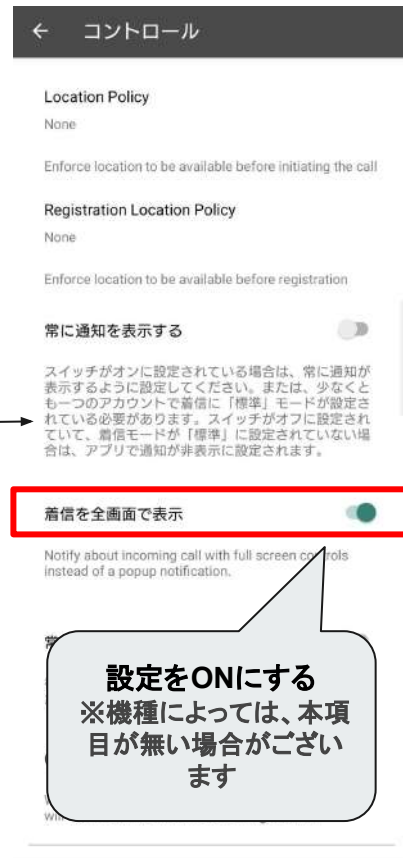 ← コントロール
Location Policy
None
Enforce location to be available before initiating the call
Registration Location Policy
None
Enforce location to be available before registration
常に通知を表示する
スイッチがオンに設定されている場合は、常に通知が
表示するように設定してください。または、少なくと
も一つのアカウントで着信に「標準」モードが設定さ
れている必要があります。スイッチがオフに設定され
ていて、着信モードが「標準」に設定されていない場
合は、アプリで通知が非表示に設定されます。
着信を全画面で表示
Notify about incoming call with full screen controls
instead of a popup notification.
設定をONにする
※機種によっては、本項
目が無い場合がござい
ます